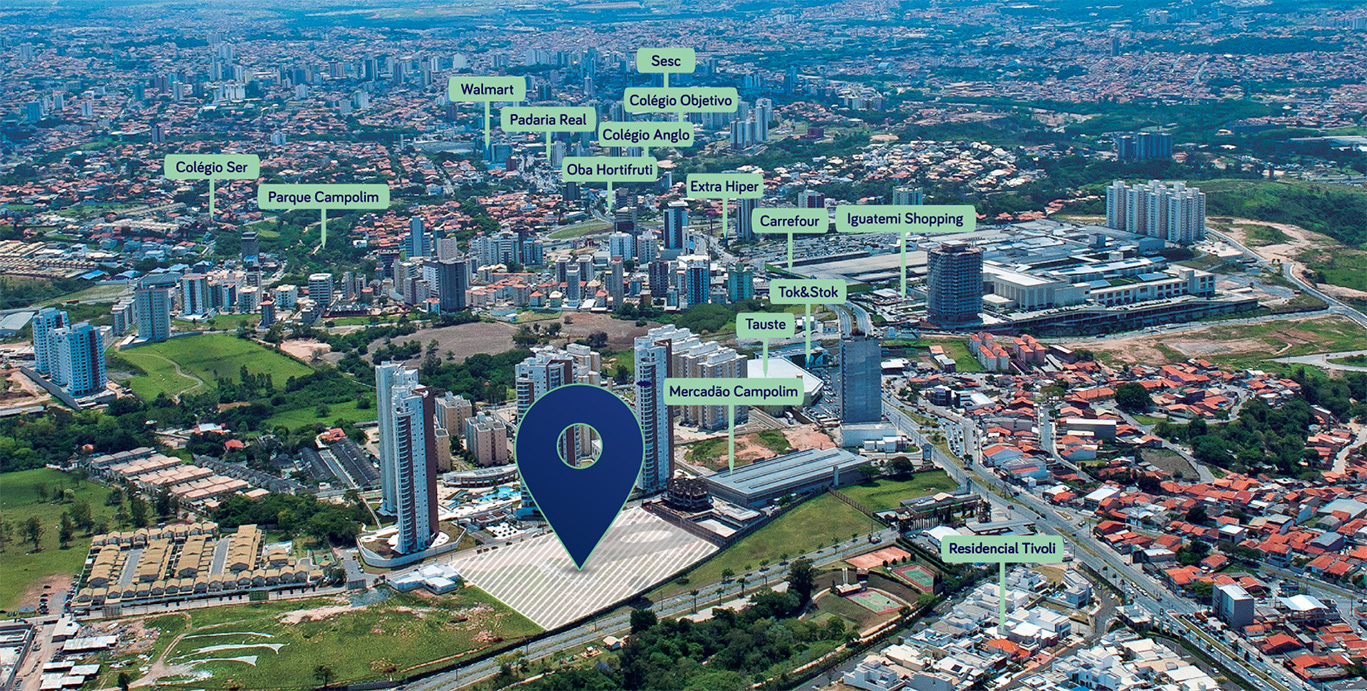 Sesc
Walmart
Colégio Objetivo
Padaria Real
Colégio Anglo
Colégio Ser
Oba Hortifruti
Parque Campolim
Extra Hiper
Carrefour
Iguatemi Shopping
Tok&Stok
Tauste
Mercadão Campolim
Residencial Tivoli